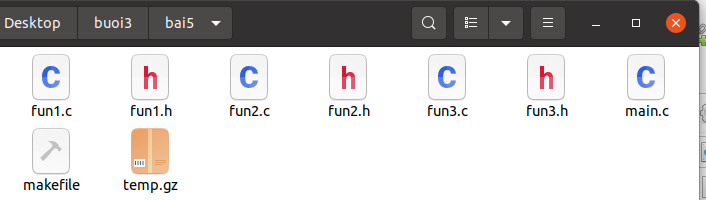 Desktop buoi3 bai5
C h C h C h C
fun1.c fun1.h fun2.c fun2.h fun3.c fun3.h main.c
makefile temp.gz